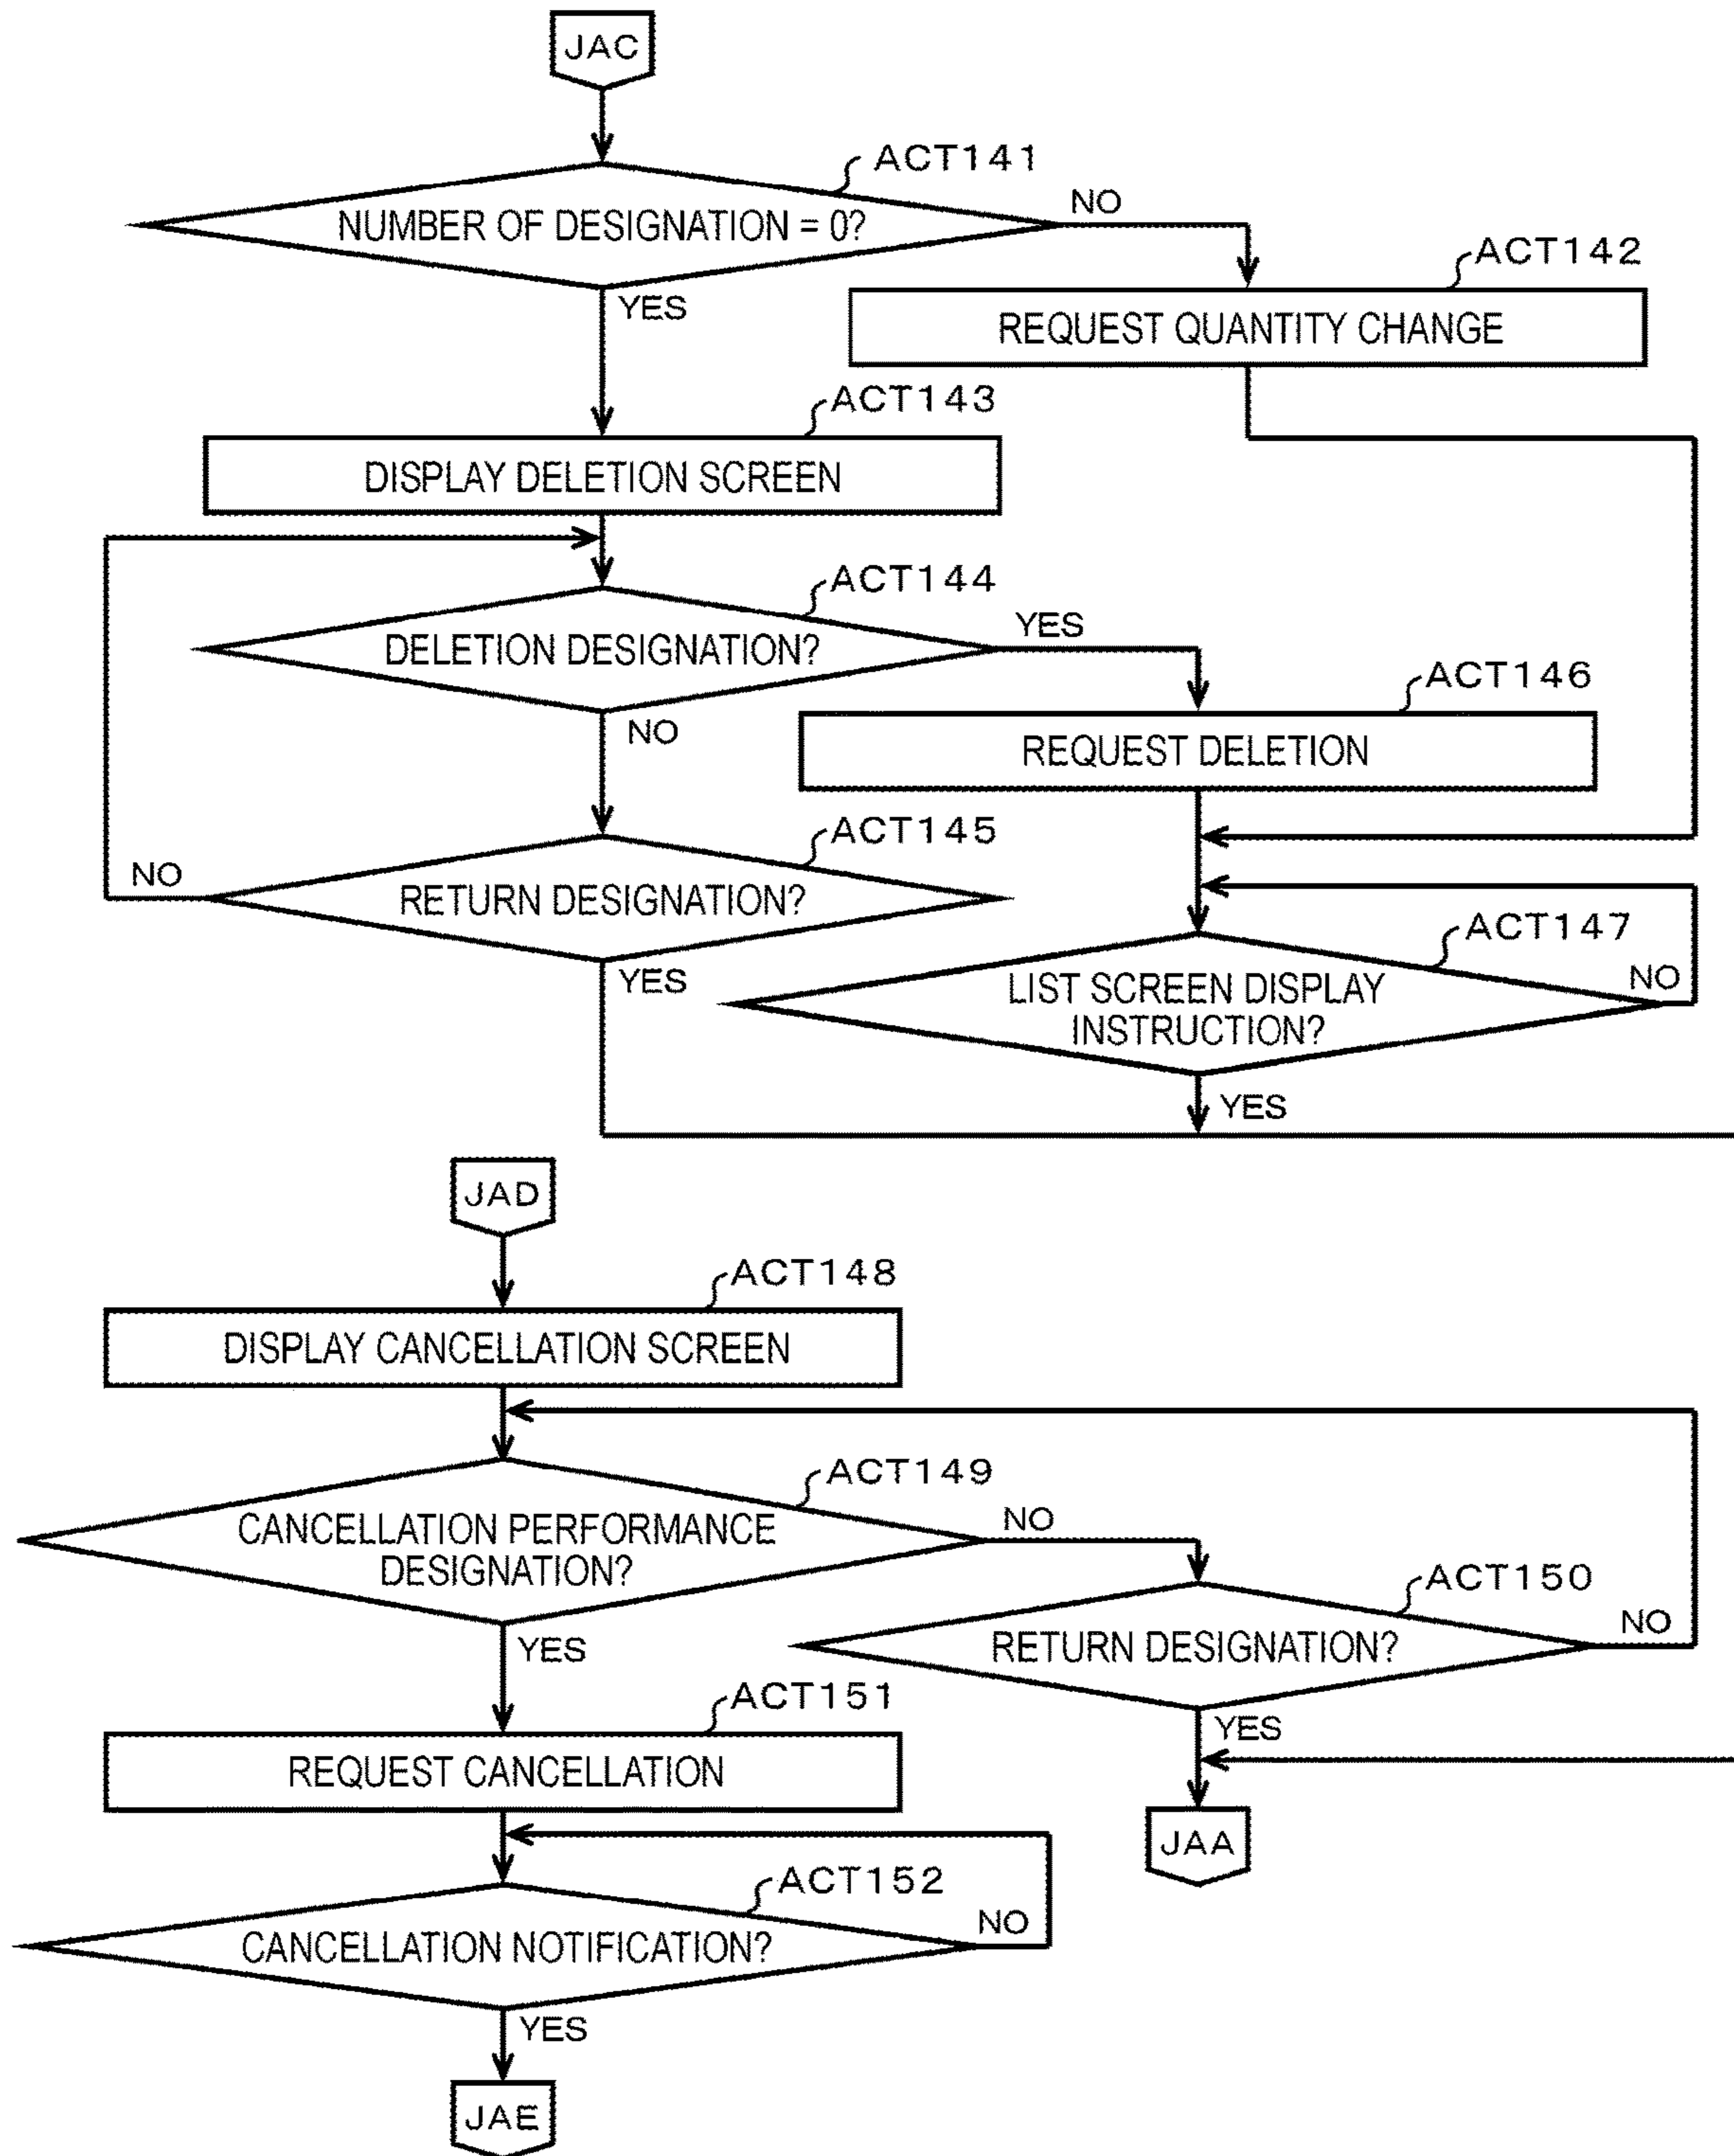 JAC
ACT141
NUMBER OF DESIGNATION = 0?
NO
YES
ACT142
REQUEST QUANTITY CHANGE
ACT143
DISPLAY DELETION SCREEN
ACT144
DELETION DESIGNATION?
YES
NO
ACT146
REQUEST DELETION
ACT145
RETURN DESIGNATION?
NO
YES
ACT147
LIST SCREEN DISPLAY
INSTRUCTION?
NO
YES
JAD
ACT148
DISPLAY CANCELLATION SCREEN
ACT149
CANCELLATION PERFORMANCE
DESIGNATION?
NO
YES
ACT150
RETURN DESIGNATION?
NO
YES
ACT151
REQUEST CANCELLATION
JAA
ACT152
CANCELLATION NOTIFICATION?
NO
YES
JAE